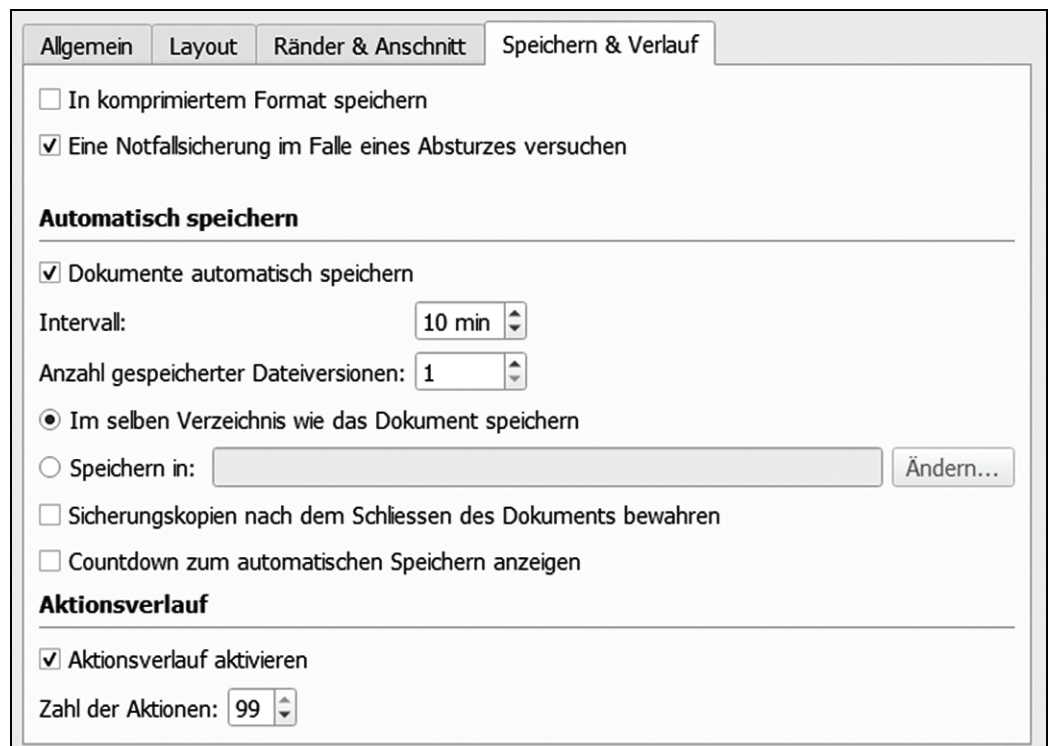 Allgemein Layout Ränder & Anschnitt Speichern & Verlauf
In komprimiertem Format speichern
Eine Notfallsicherung im Falle eines Absturzes versuchen
Automatisch speichern
Dokumente automatisch speichern
Intervall: 10 min
Anzahl gespeicherter Dateiversionen: 1
Im selben Verzeichnis wie das Dokument speichern
Speichern in: Ändern...
Sicherungskopien nach dem Schliessen des Dokuments bewahren
Countdown zum automatischen Speichern anzeigen
Aktionsverlauf
Aktionsverlauf aktivieren
Zahl der Aktionen: 99